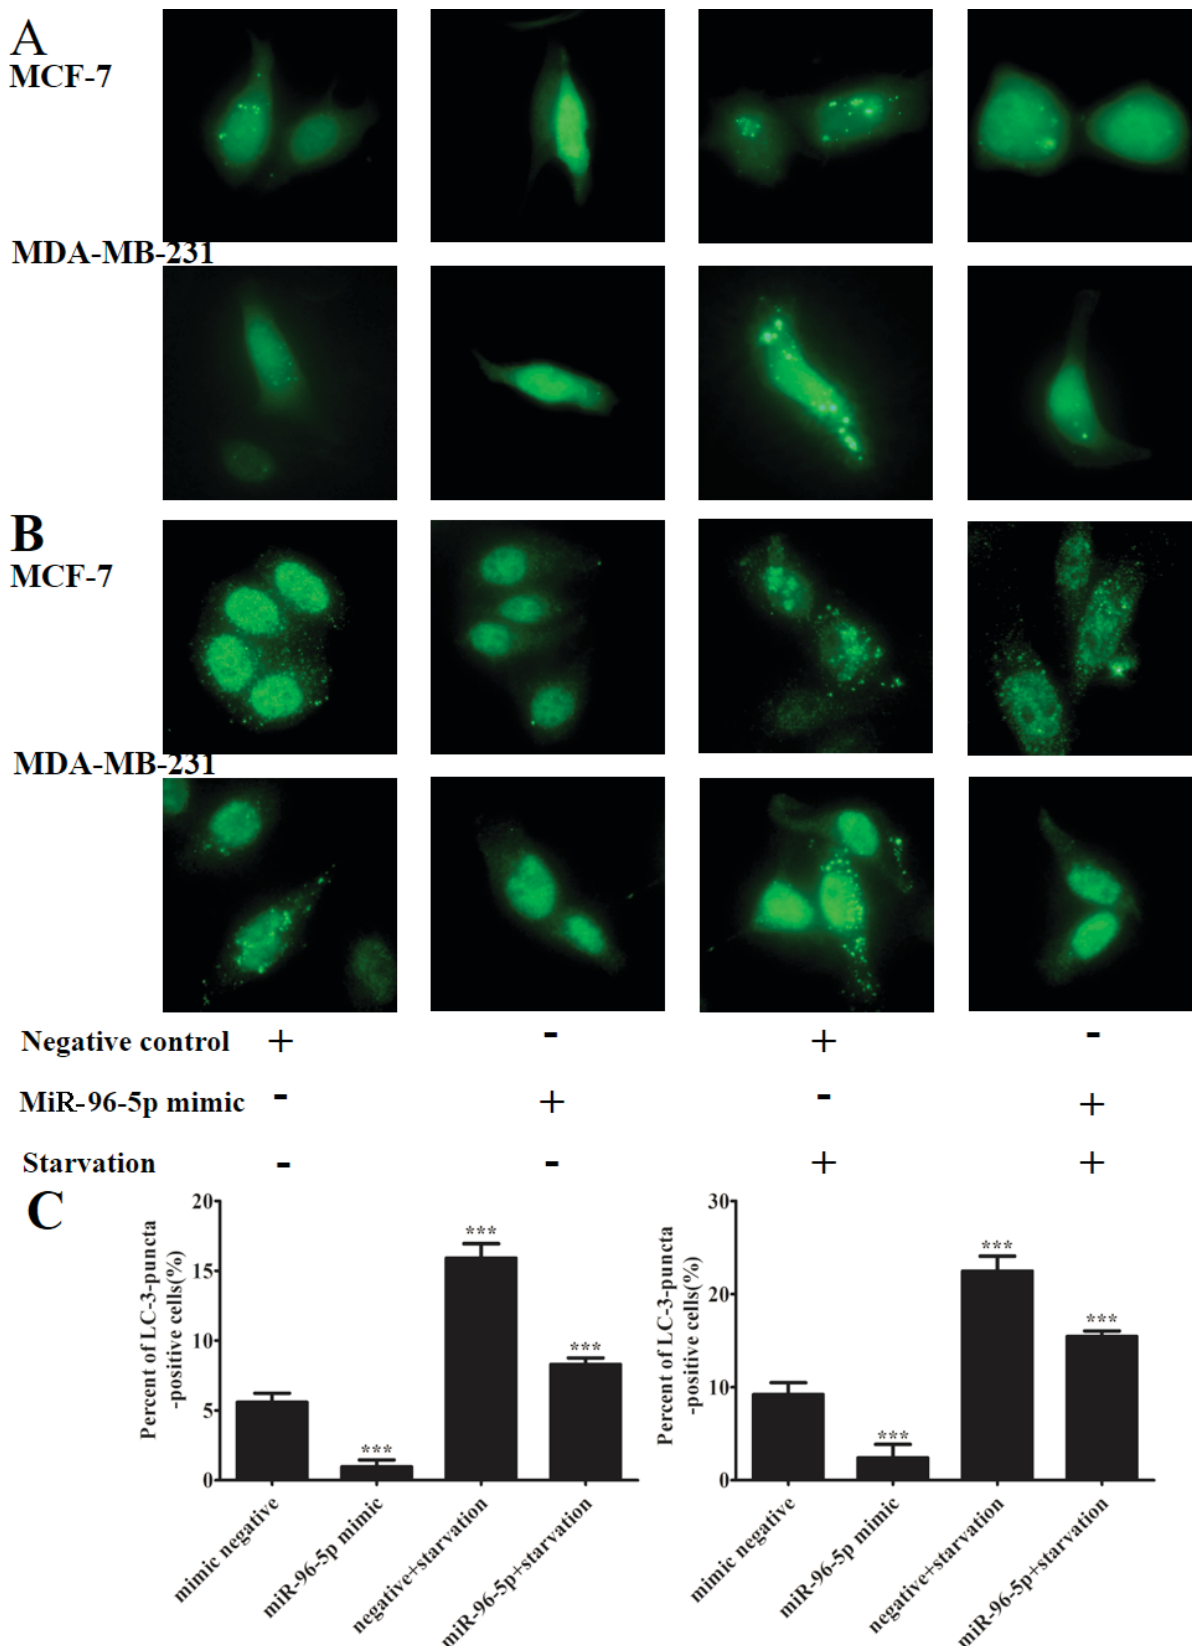 A
MCF-7
MDA-MB-231
B
MCF-7
MDA-MB-231
Negative control + - + -
MiR-96-5p mimic - + - +
Starvation - - + +
C
Percent of LC-3-puncta
-positive cells(%)
20
15
10
5
0
***
***
***
mimic negative
miR-96-5p mimic
negative+starvation
miR-96-5p+starvation
Percent of LC-3-puncta
-positive cells(%)
30
20
10
0
***
***
***
mimic negative
miR-96-5p mimic
negative+starvation
miR-96-5p+starvation